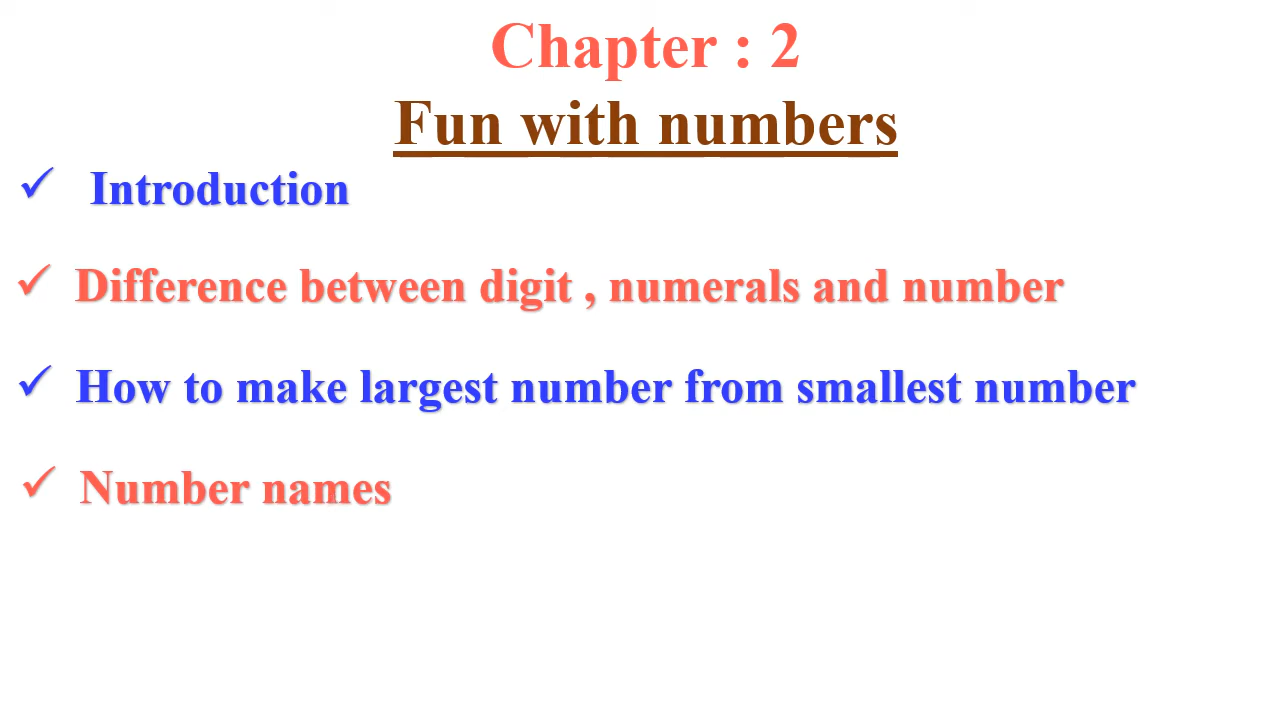 Chapter : 2
Fun with numbers
✓ Introduction
✓ Difference between digit , numerals and number
✓ How to make largest number from smallest number
✓ Number names